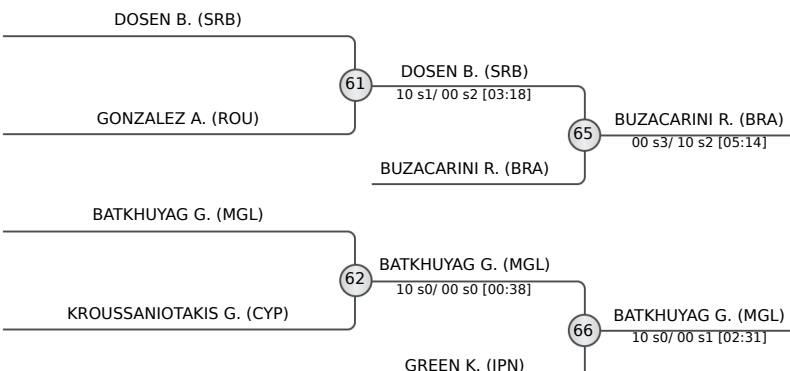 DOSEN B. (SRB)
61
DOSEN B. (SRB)
10 s1/ 00 s2 [03:18]
GONZALEZ A. (ROU)
65
BUZACARINI R. (BRA)
00 s3/ 10 s2 [05:14]
BUZACARINI R. (BRA)
BATKHUYAG G. (MGL)
62
BATKHUYAG G. (MGL)
10 s0/ 00 s0 [00:38]
KROUSSANIOTAKIS G. (CYP)
66
BATKHUYAG G. (MGL)
10 s0/ 00 s1 [02:31]
GREEN K. (IPN)